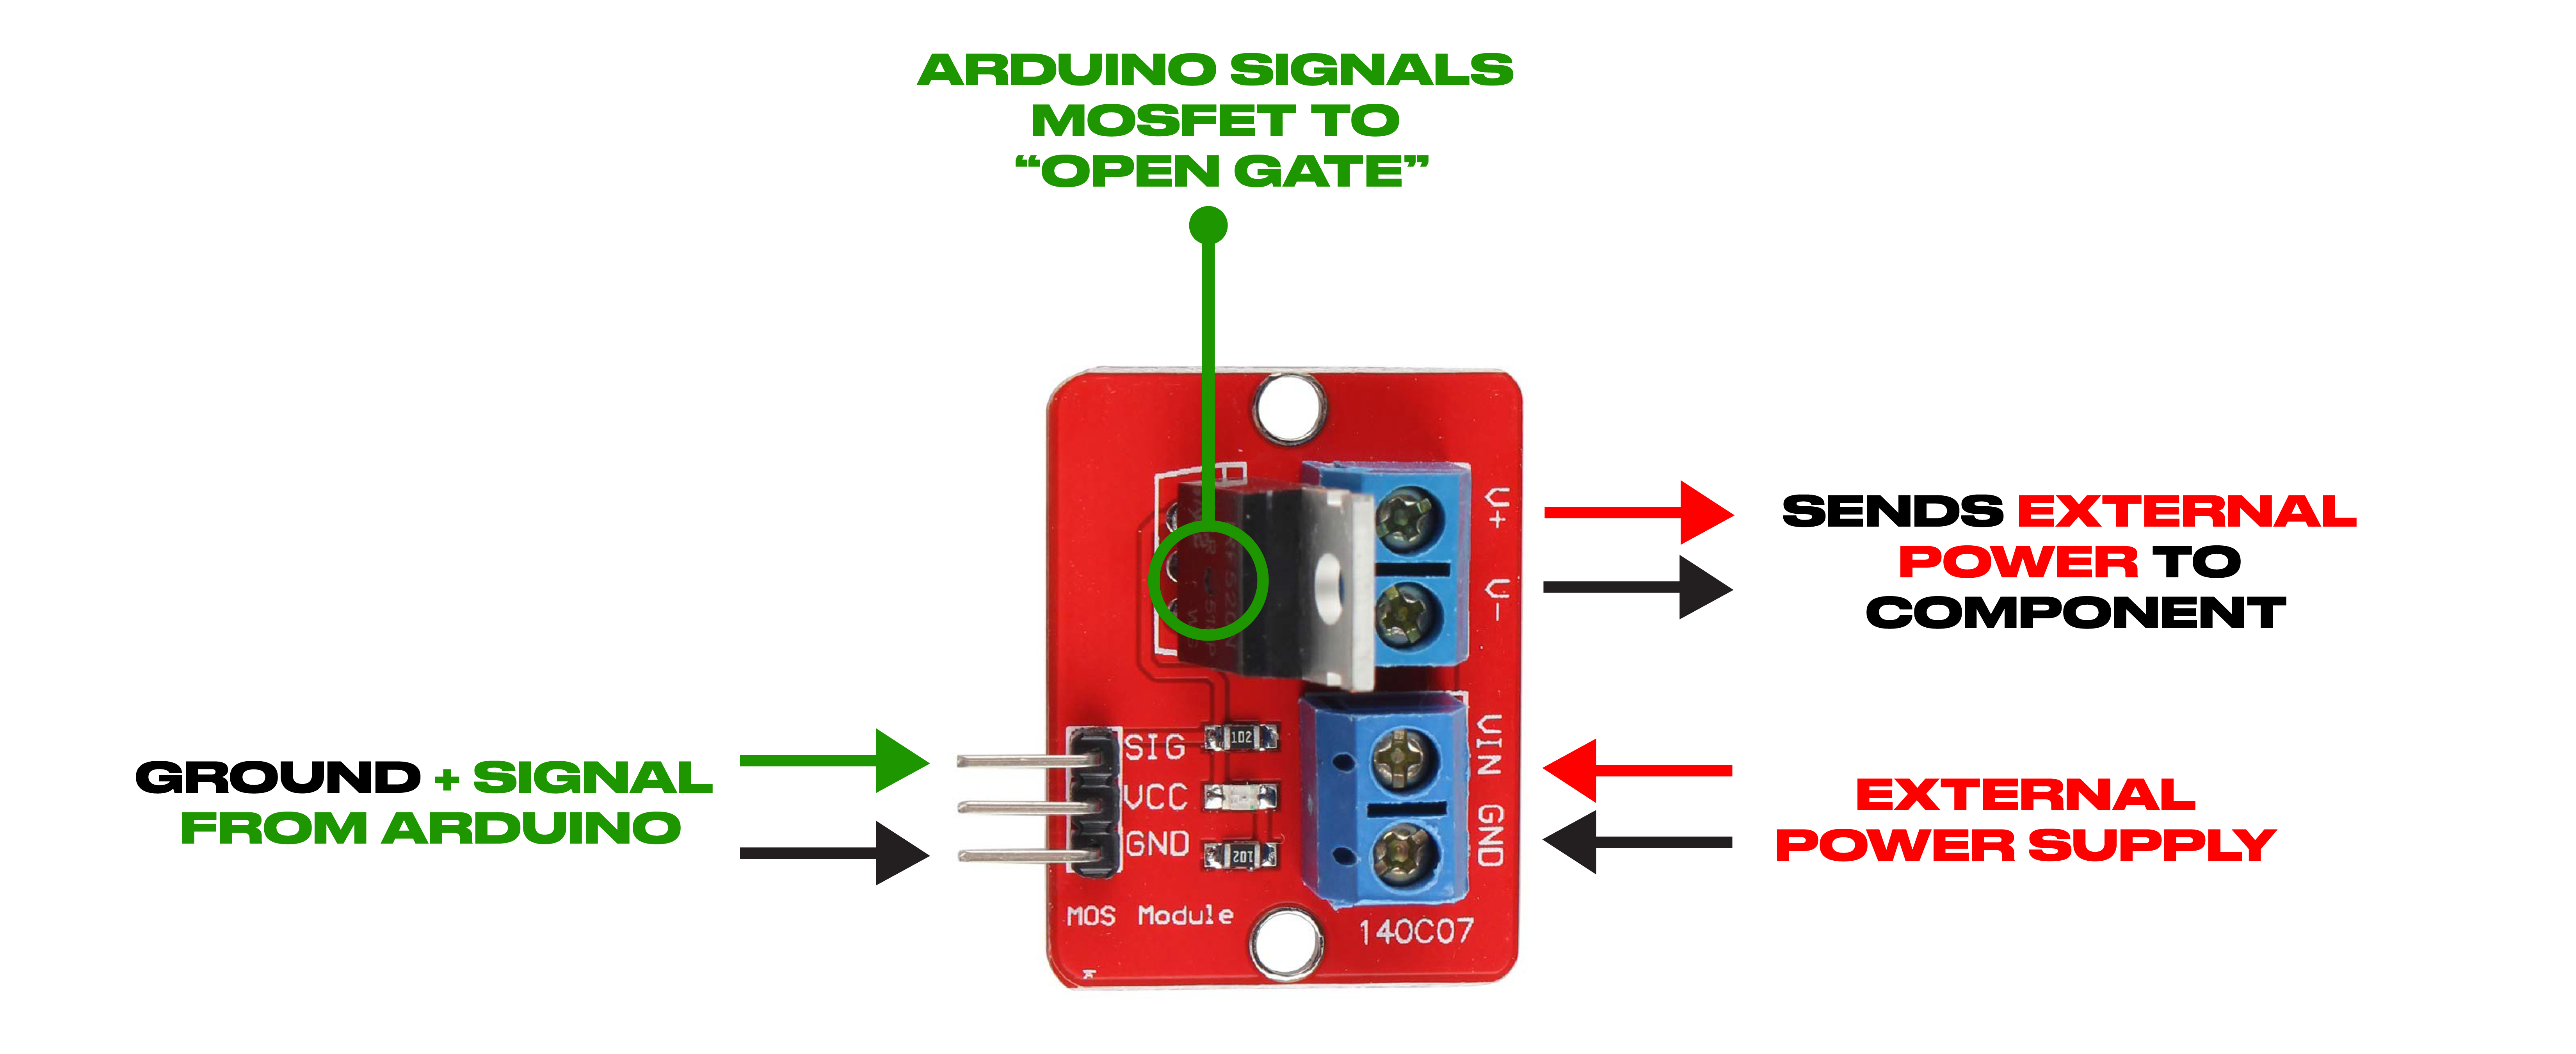 ARDUINO SIGNALS
MOSFET TO
“OPEN GATE”
V+
V-
SENDS EXTERNAL
POWER TO
COMPONENT
GROUND + SIGNAL
FROM ARDUINO
SIG
VCC
GND
102
102
VIN
GND
EXTERNAL
POWER SUPPLY
MOS Module
140C07